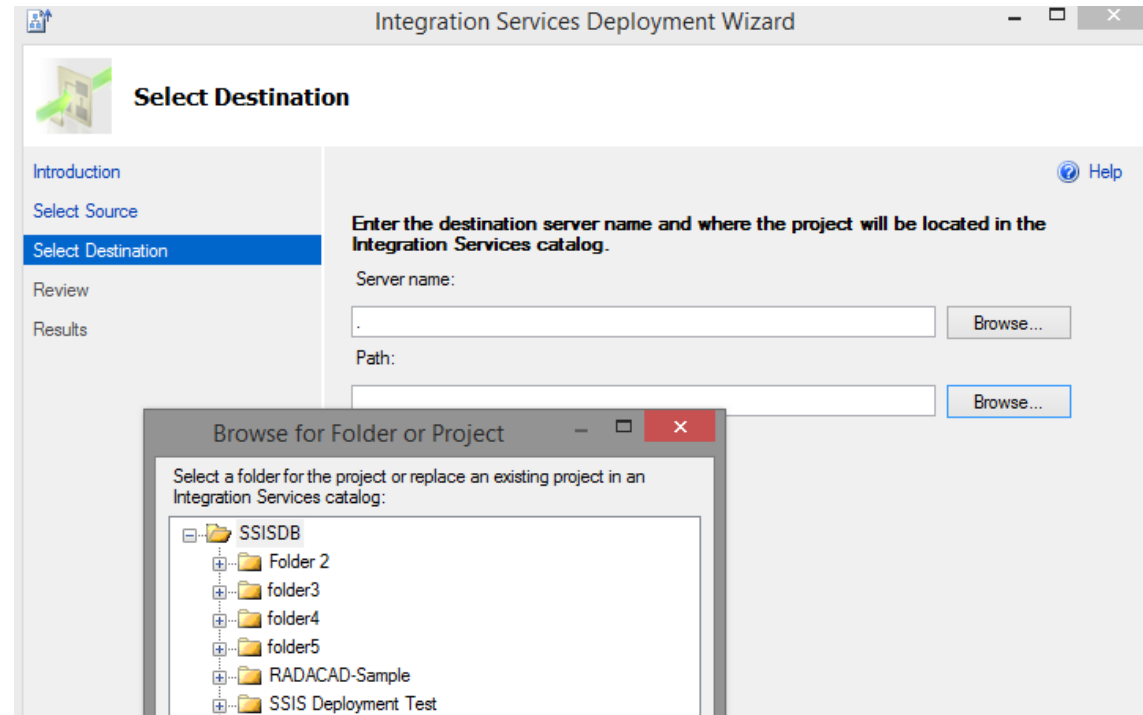 Integration Services Deployment Wizard
Select Destination
Introduction
Select Source
Select Destination
Review
Results
Help
Enter the destination server name and where the project will be located in the
Integration Services catalog.
Server name:
.
Browse...
Path:
Browse...
Browse for Folder or Project
Select a folder for the project or replace an existing project in an
Integration Services catalog:
SSISDB
Folder 2
folder3
folder4
folder5
RADACAD-Sample
SSIS Deployment Test